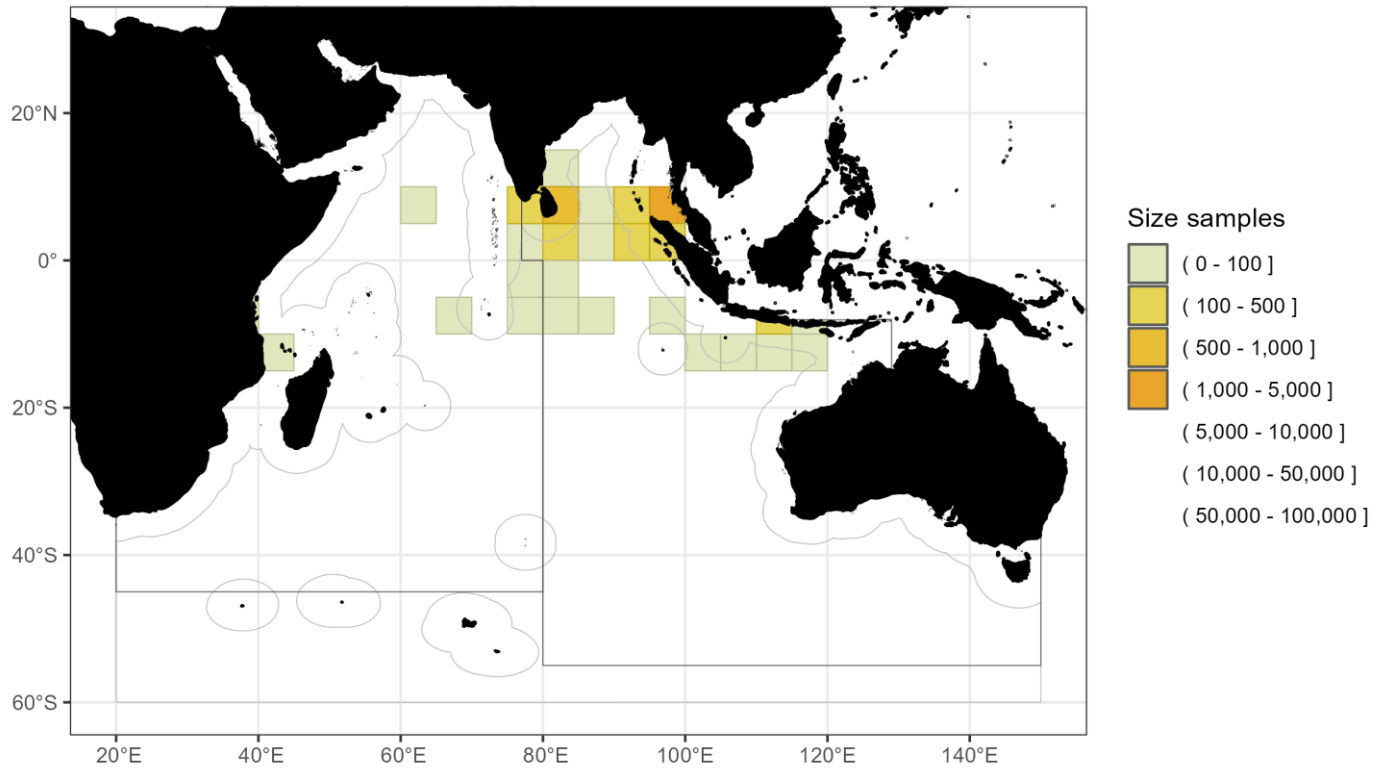 20°N
0°
20°S
40°S
60°S
20°E
40°E
60°E
80°E
100°E
120°E
140°E
Size samples
( 0 - 100 ]
( 100 - 500 ]
( 500 - 1,000 ]
( 1,000 - 5,000 ]
( 5,000 - 10,000 ]
( 10,000 - 50,000 ]
( 50,000 - 100,000 ]